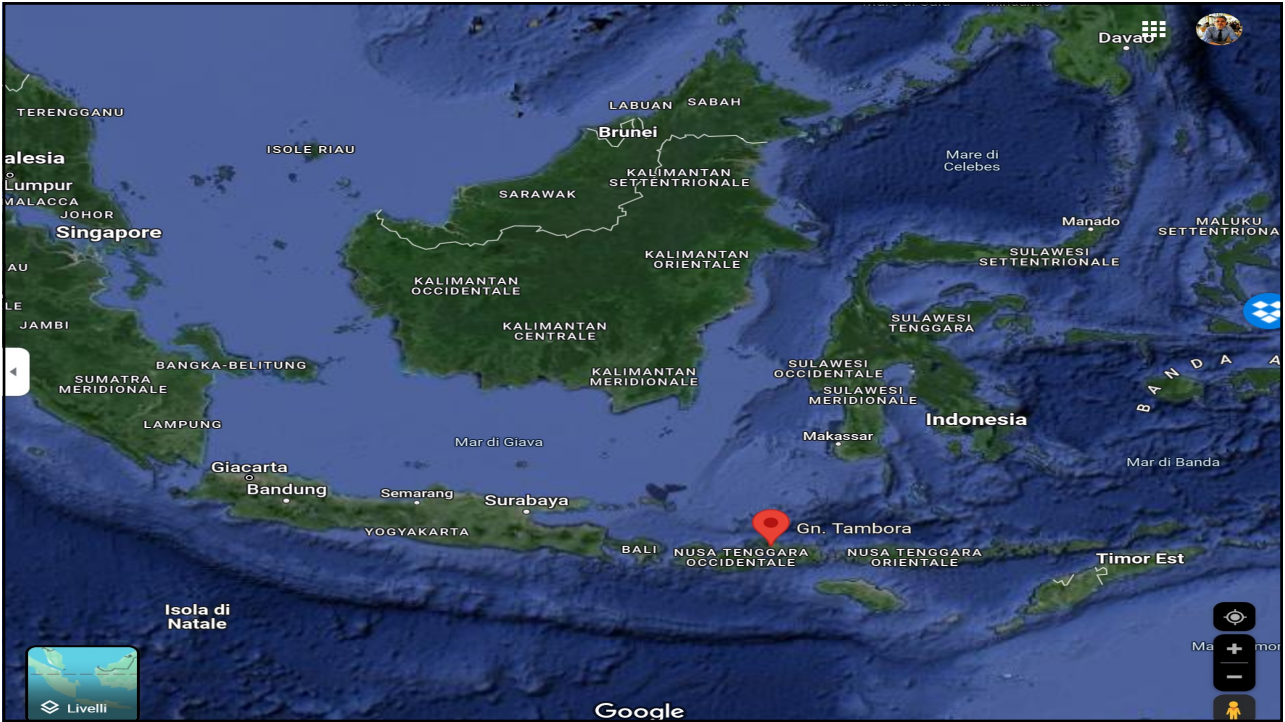 Davao
TERENGGANU
LABUAN
SABAH
Brunei
ISOLE RIAU
alesia
Lumpur
MALACCA
JOHOR
Singapore
Mare di
Celebes
KALIMANTAN
SETTENTRIONALE
SARAWAK
Manado
MALUKU
SETTENTRIONA
SULAWESI
SETTENTRIONALE
KALIMANTAN
ORIENTALE
AU
KALIMANTAN
OCCIDENTALE
LE
JAMBI
SULAWESI
TENGGARA
KALIMANTAN
CENTRALE
BANGKA-BELITUNG
SUMATRA
MERIDIONALE
KALIMANTAN
MERIDIONALE
SULAWESI
OCCIDENTALE
SULAWESI
MERIDIONALE
BANDA
LAMPUNG
Indonesia
Makassar
Mar di Giava
Mar di Banda
Giacarta
Bandung
Semarang
Surabaya
YOGYAKARTA
Gn. Tambora
BALI
NUSA TENGGARA
OCCIDENTALE
NUSA TENGGARA
ORIENTALE
Timor Est
Isola di
Natale
Livelli
Google